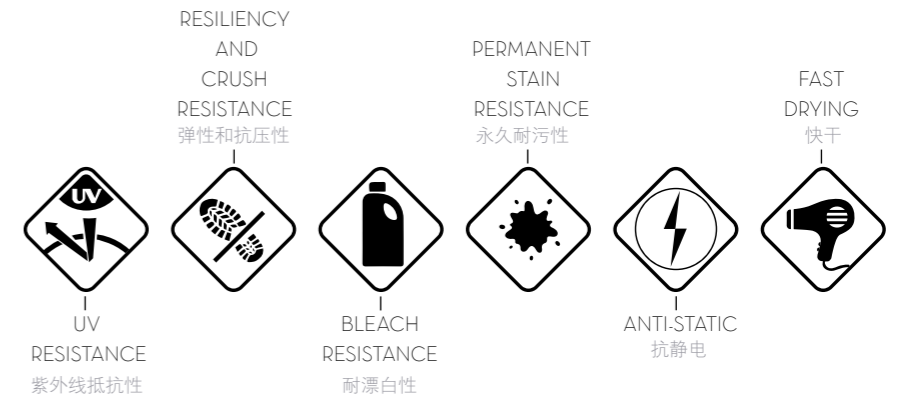 RESILIENCY
AND
CRUSH
RESISTANCE
弹性和抗压性
PERMANENT
STAIN
RESISTANCE
永久耐污性
FAST
DRYING
快干
UV
UV
RESISTANCE
紫外线抵抗性
BLEACH
RESISTANCE
耐漂白性
ANTI-STATIC
抗静电